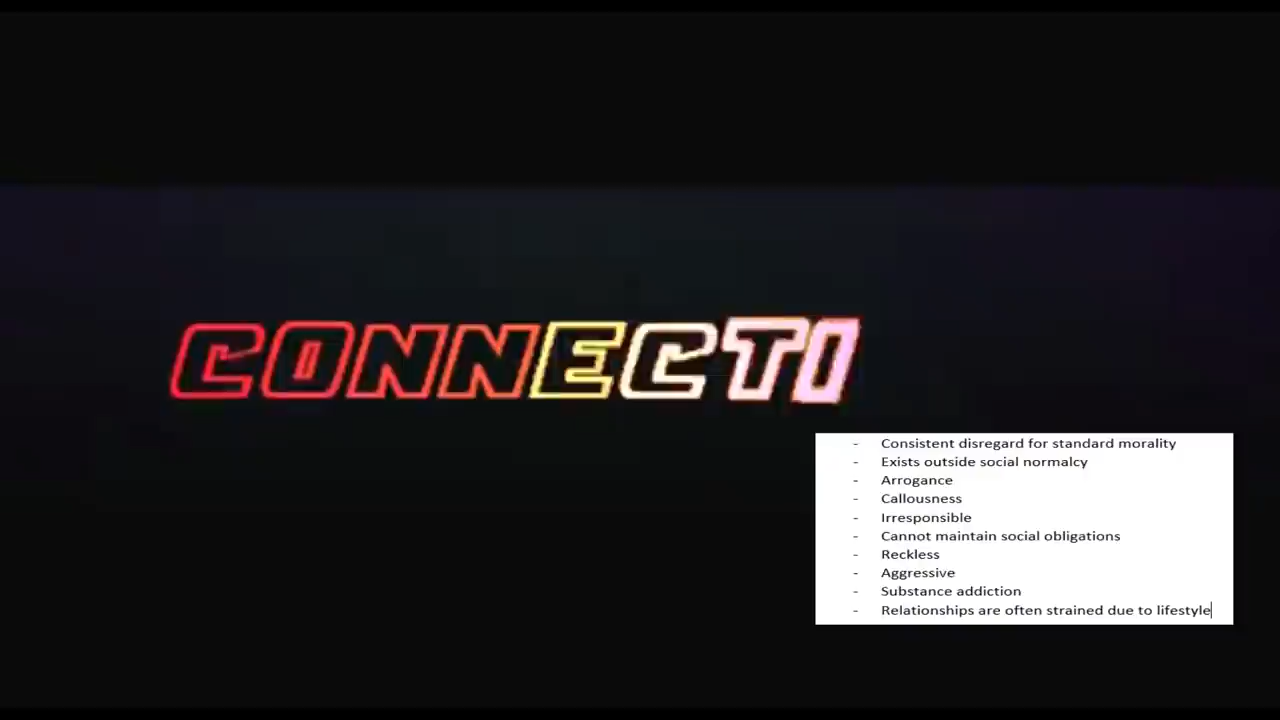 CONNECTI
- Consistent disregard for standard morality
- Exists outside social normalcy
- Arrogance
- Callousness
- Irresponsible
- Cannot maintain social obligations
- Reckless
- Aggressive
- Substance addiction
- Relationships are often strained due to lifestyle